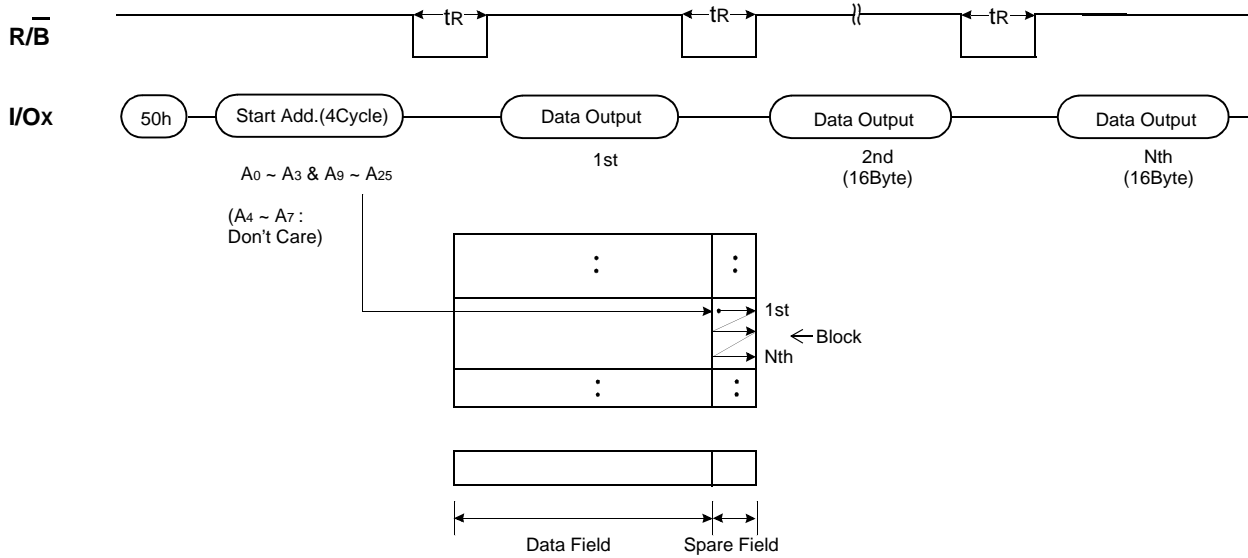 tR tR tR
R/B
I/Ox 50h Start Add.(4Cycle) Data Output Data Output Data Output
1st 2nd Nth
(16Byte) (16Byte)
A0 ~ A3 & A9 ~ A25
(A4 ~ A7 :
Don't Care)
1st
Block
Nth
Data Field Spare Field